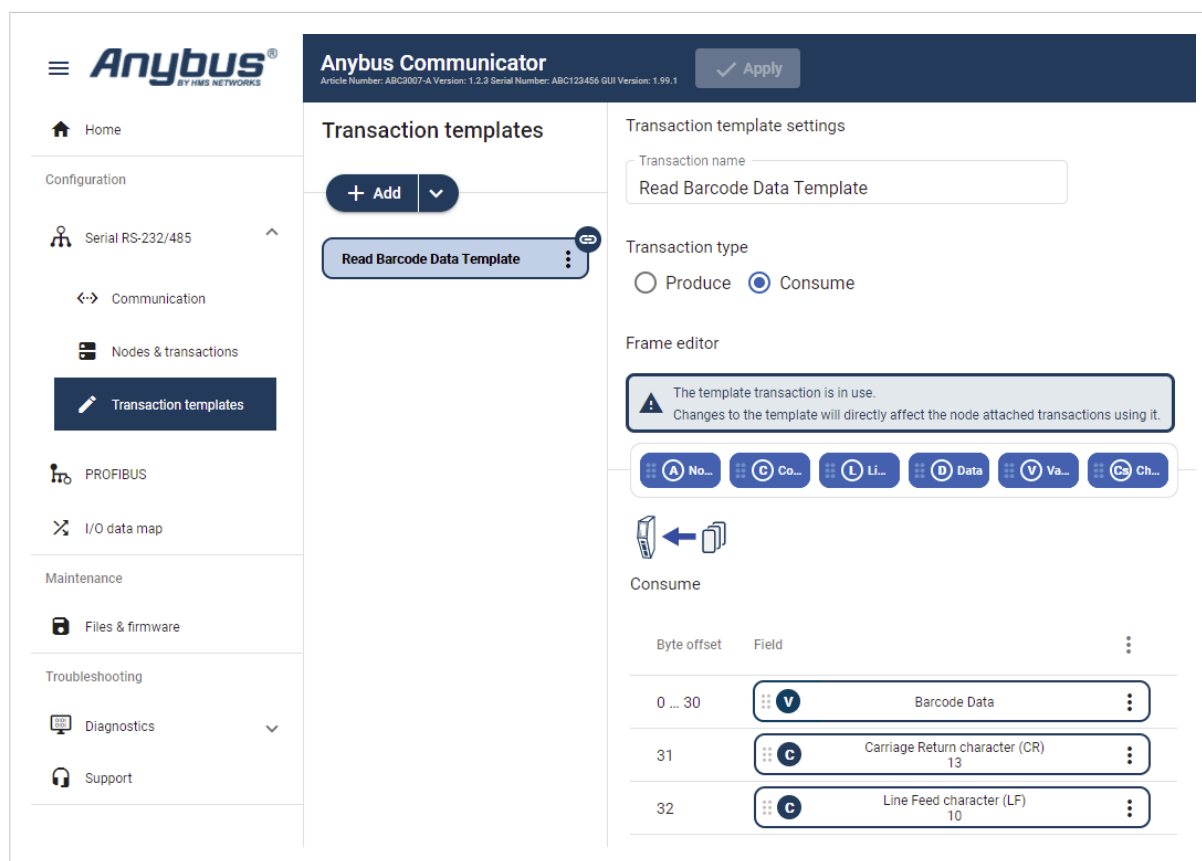 Anybus®
BY HMS NETWORKS
Anybus Communicator
Article Number: ABC3007-A Version: 1.2.3 Serial Number: ABC123456 GUI Version: 1.99.1
Apply
Home
Configuration
Serial RS-232/485
Communication
Nodes & transactions
Transaction templates
PROFIBUS
I/O data map
Maintenance
Files & firmware
Troubleshooting
Diagnostics
Support
Transaction templates
+ Add
Read Barcode Data Template
Transaction template settings
Transaction name
Read Barcode Data Template
Transaction type
Produce
Consume
Frame editor
The template transaction is in use.
Changes to the template will directly affect the node attached transactions using it.
A No...
C Co...
L Li...
D Data
V Va...
Cs Ch...
Consume
Byte offset Field
0 ... 30 V Barcode Data
31 C Carriage Return character (CR)
13
32 C Line Feed character (LF)
10